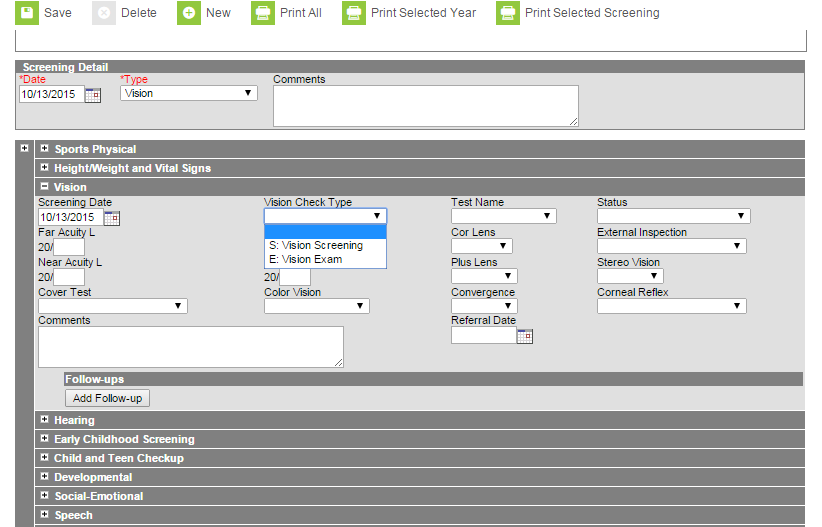 Save Delete New Print All Print Selected Year Print Selected Screening
Screening Detail
*Date *Type Comments
10/13/2015 Vision
Sports Physical
Height/Weight and Vital Signs
Vision
Screening Date Vision Check Type Test Name Status
10/13/2015
Far Acuity L Cor Lens External Inspection
20/ S: Vision Screening
E: Vision Exam
Near Acuity L Plus Lens Stereo Vision
20/ 20/
Cover Test Color Vision Convergence Corneal Reflex
Comments Referral Date
Follow-ups
Add Follow-up
Hearing
Early Childhood Screening
Child and Teen Checkup
Developmental
Social-Emotional
Speech